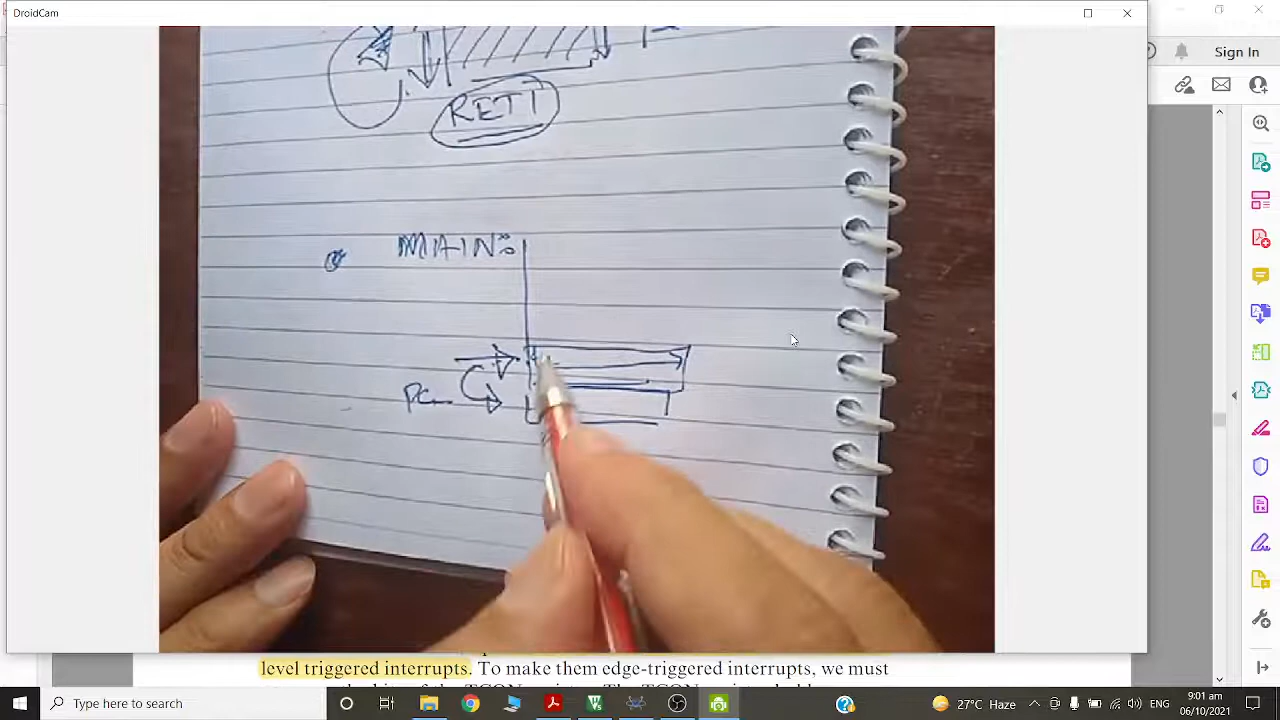 DroidCam
Sign In
RETI
MAIN:
PC
level triggered interrupts. To make them edge-triggered interrupts, we must
Type here to search
27°C Haze
9:01 am
06/10/2021